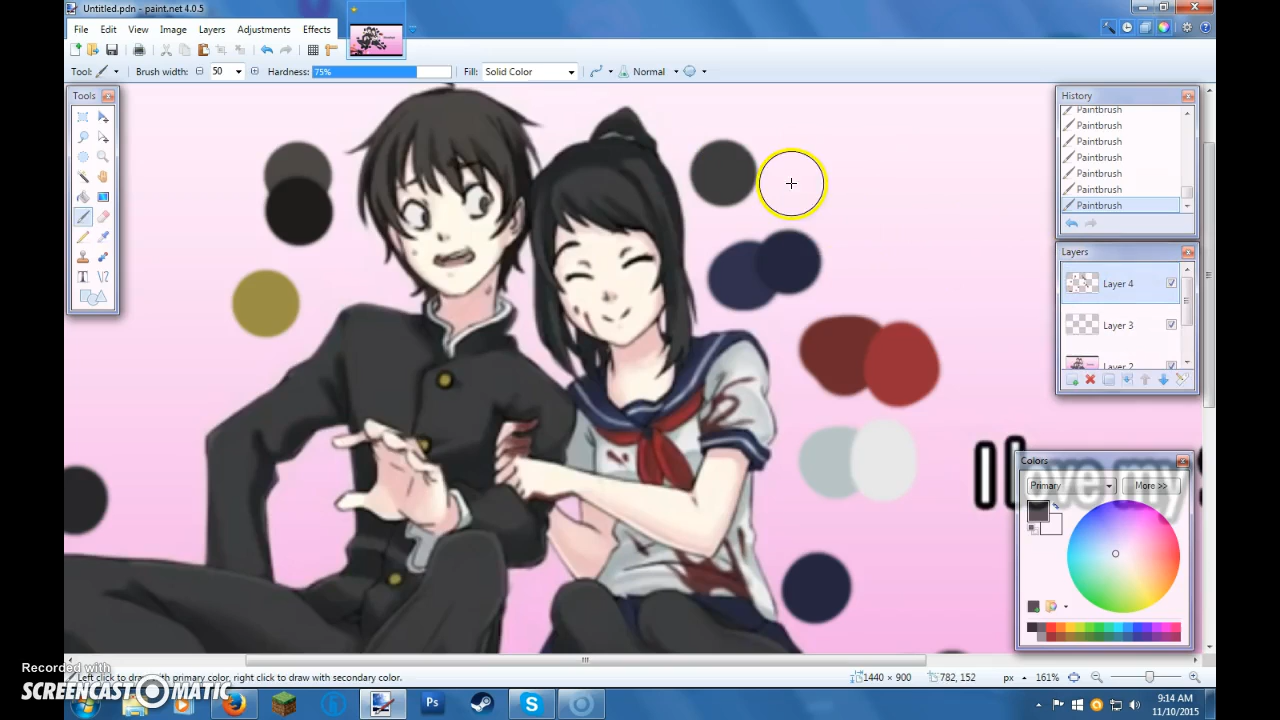 Untitled.pdn - paint.net 4.0.5
File Edit View Image Layers Adjustments Effects
Tool: Brush width: 50 Hardness: 75% Fill: Solid Color Normal
Tools
History
Paintbrush
Paintbrush
Paintbrush
Paintbrush
Paintbrush
Paintbrush
Paintbrush
Layers
Layer 4
Layer 3
Layer 2
I love my S
Colors
Primary More >>
Recorded with
SCREENCAST MATIC
Left click to draw with primary color, right click to draw with secondary color.
1440 × 900 782, 152 px 161%
Ps
9:14 AM
11/10/2015